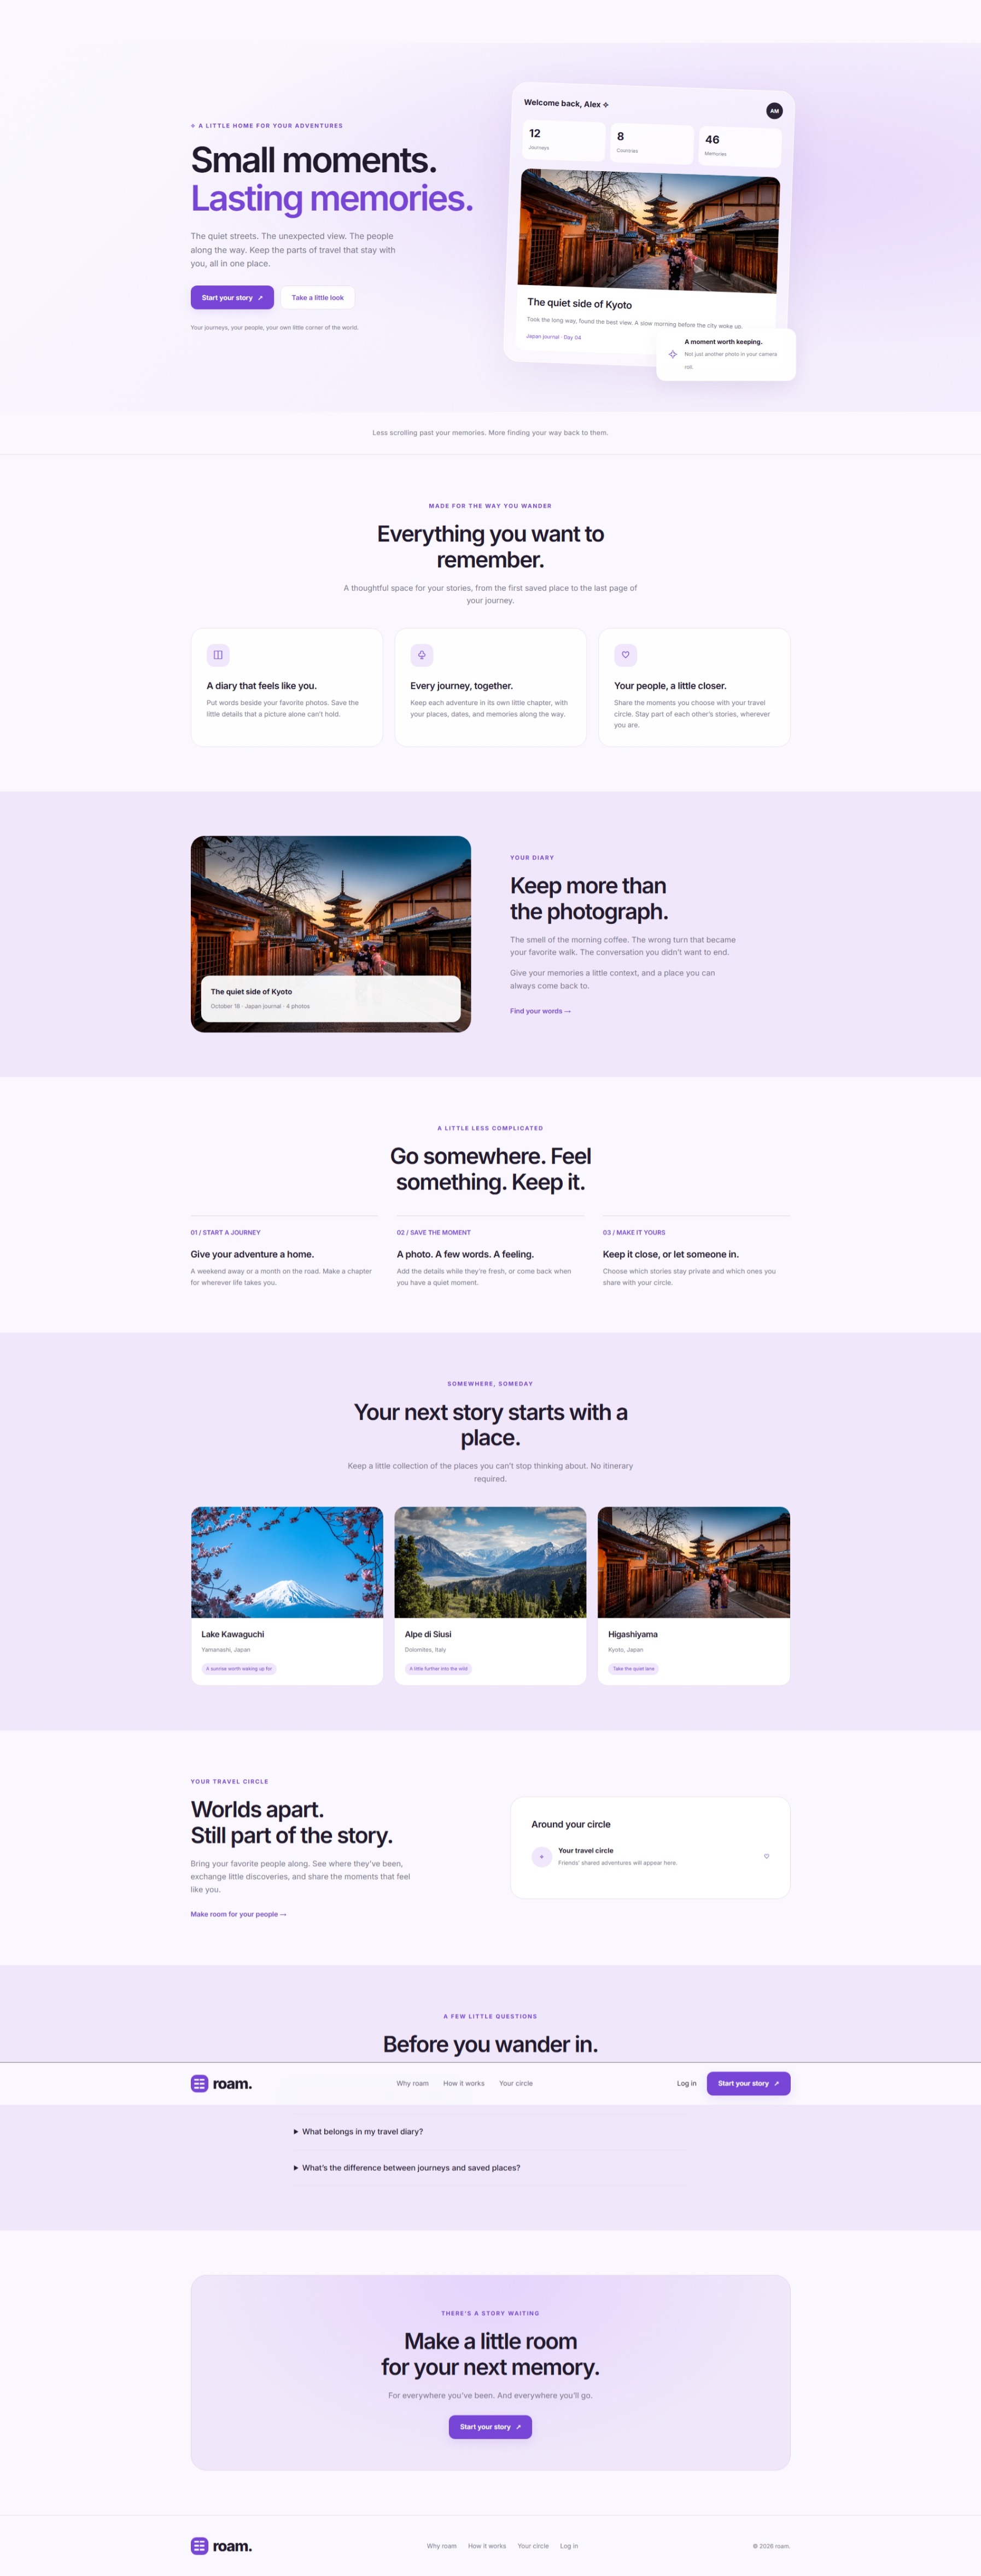 A LITTLE HOME FOR YOUR ADVENTURES
Small moments.
Lasting memories.
The quiet streets. The unexpected view. The people
along the way. Keep the parts of travel that stay with
you, all in one place.
Start your story ↗
Take a little look
Your journeys, your people, your own little corner of the world.
Welcome back, Alex
AM
12
Journeys
8
Countries
46
Memories
The quiet side of Kyoto
Took the long way, found the best view. A slow morning before the city woke up.
Japan journal · Day 04
A moment worth keeping.
Not just another photo in your camera
roll.
Less scrolling past your memories. More finding your way back to them.
MADE FOR THE WAY YOU WANDER
Everything you want to
remember.
A thoughtful space for your stories, from the first saved place to the last page of
your journey.
A diary that feels like you.
Put words beside your favorite photos. Save the
little details that a picture alone can't hold.
Every journey, together.
Keep each adventure in its own little chapter, with
your places, dates, and memories along the way.
Your people, a little closer.
Share the moments you choose with your travel
circle. Stay part of each other's stories, wherever
you are.
The quiet side of Kyoto
October 16 · Japan journal · 4 photos
YOUR DIARY
Keep more than
the photograph.
The smell of the morning coffee. The wrong turn that became
your favorite walk. The conversation you didn't want to end.
Give your memories a little context, and a place you can
always come back to.
Find your words →
A LITTLE LESS COMPLICATED
Go somewhere. Feel
something. Keep it.
01 / START A JOURNEY
Give your adventure a home.
A weekend away or a month on the road. Make a chapter
for wherever life takes you.
02 / SAVE THE MOMENT
A photo. A few words. A feeling.
Add the details while they're fresh, or come back when
you have a quiet moment.
03 / MAKE IT YOURS
Keep it close, or let someone in.
Choose which stories stay private and which ones you
share with your circle.
SOMEWHERE, SOMEDAY
Your next story starts with a
place.
Keep a little collection of the places you can't stop thinking about. No itinerary
required.
Lake Kawaguchi
Yamanashi, Japan
A sunrise worth waking up for
Alpe di Siusi
Dolomites, Italy
A little further into the wild
Higashiyama
Kyoto, Japan
Take the quiet lane
YOUR TRAVEL CIRCLE
Worlds apart.
Still part of the story.
Bring your favorite people along. See where they've been,
exchange little discoveries, and share the moments that feel
like you.
Make room for your people →
Around your circle
Your travel circle
Friends' shared adventures will appear here.
A FEW LITTLE QUESTIONS
Before you wander in.
roam.
Why roam
How it works
Your circle
Log in
Start your story ↗
What belongs in my travel diary?
What's the difference between journeys and saved places?
THERE'S A STORY WAITING
Make a little room
for your next memory.
For everywhere you've been. And everywhere you'll go.
Start your story ↗
roam.
Why roam
How it works
Your circle
Log in
© 2026 roam.